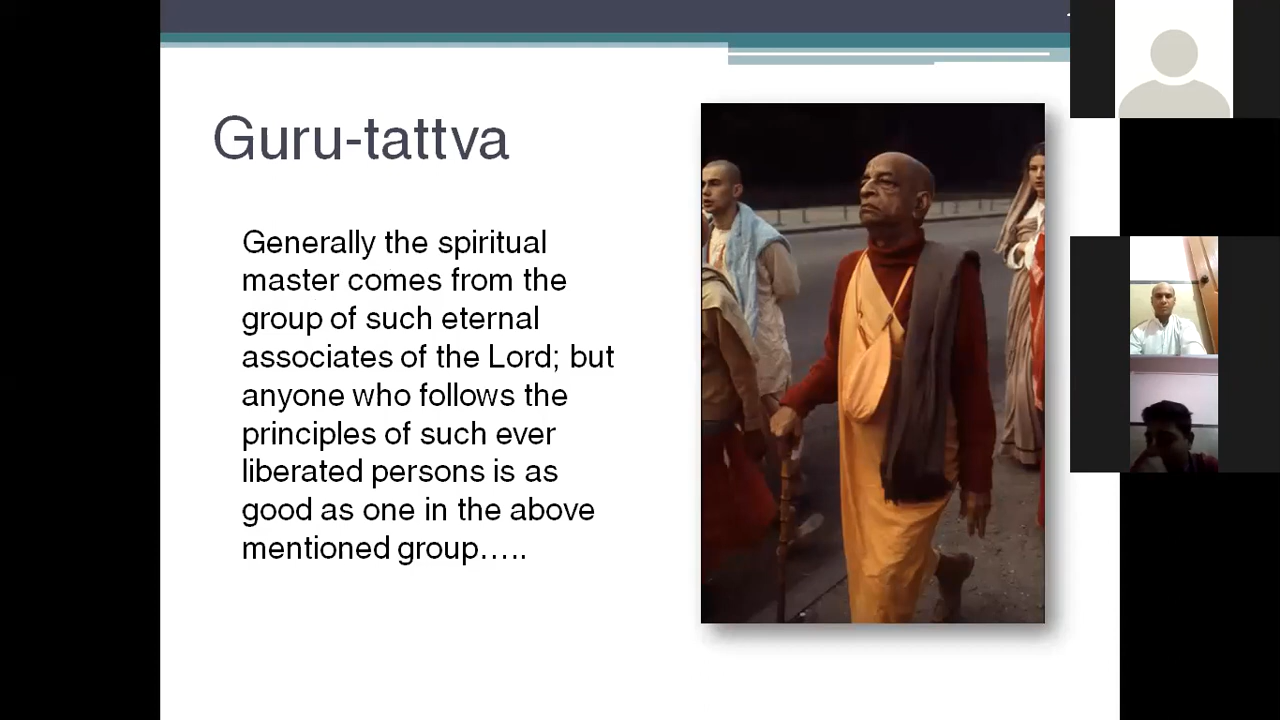 Guru-tattva
Generally the spiritual
master comes from the
group of such eternal
associates of the Lord; but
anyone who follows the
principles of such ever
liberated persons is as
good as one in the above
mentioned group…..